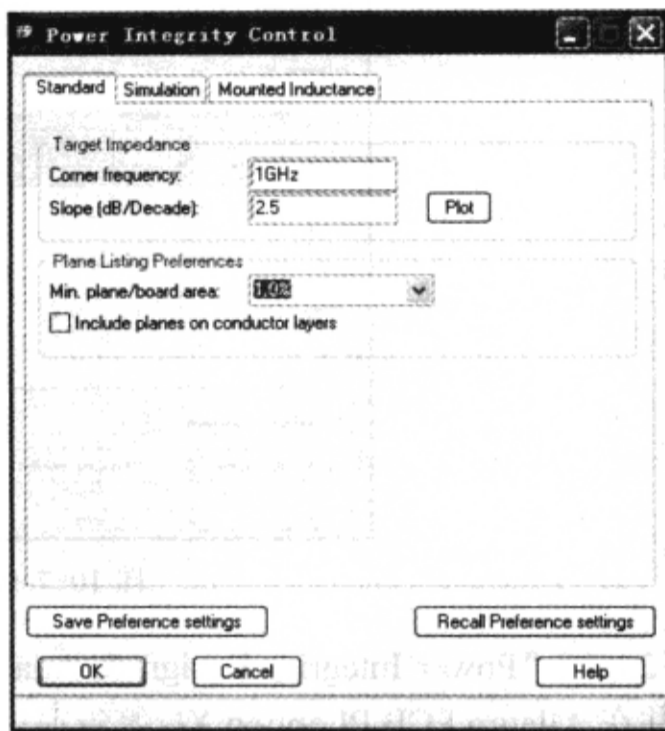 Power Integrity Control
Standard Simulation Mounted Inductance
Target Impedance
Corner frequency: 1GHz
Slope (dB/Decade): 2.5 Plot
Plane Listing Preferences
Min. plane/board area: 1.0%
Include planes on conductor layers
Save Preference settings Recall Preference settings
OK Cancel Help